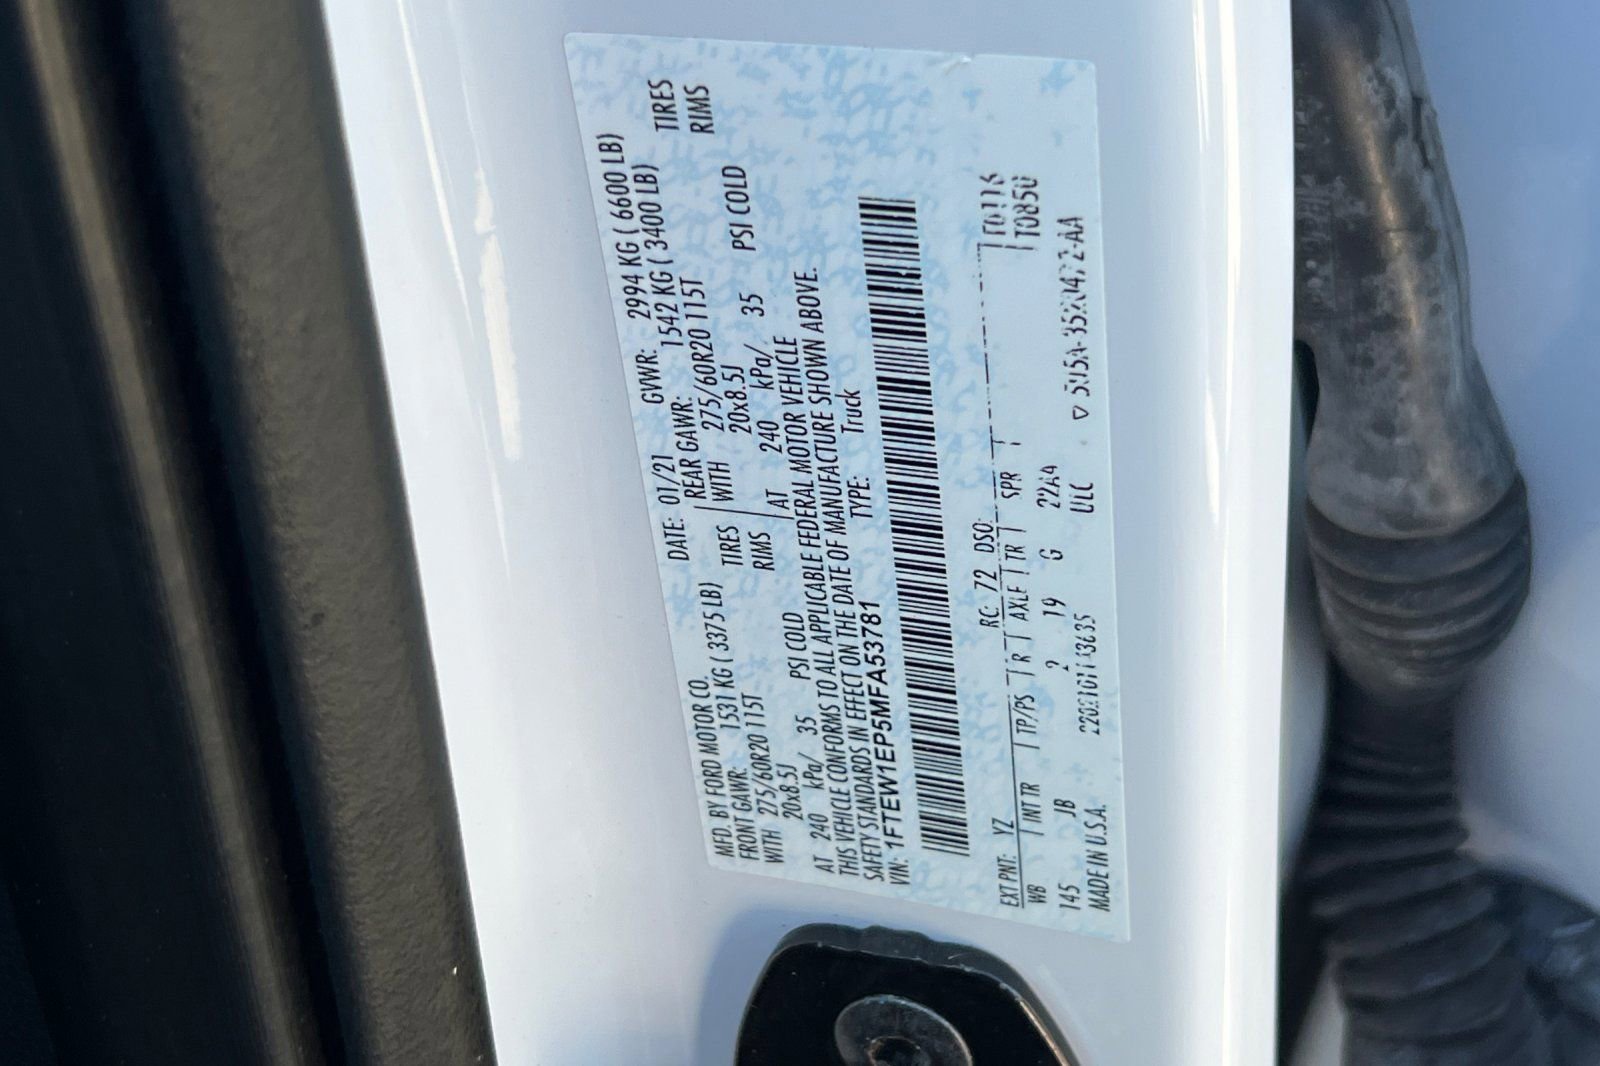 MFD. BY FORD MOTOR CO. DATE: 01/21 GVWR: 2994 KG ( 6600 LB)
FRONT GAWR: 1531 KG ( 3375 LB) REAR GAWR: 1542 KG ( 3400 LB)
WITH 275/60R20 115T TIRES WITH 275/60R20 115T TIRES
20x8.5J RIMS 20x8.5J RIMS
AT 240 kPa/ 35 PSI COLD AT 240 kPa/ 35 PSI COLD
THIS VEHICLE CONFORMS TO ALL APPLICABLE FEDERAL MOTOR VEHICLE
SAFETY STANDARDS IN EFFECT ON THE DATE OF MANUFACTURE SHOWN ABOVE.
VIN: 1FTEW1EP5MFA53781 TYPE: Truck
EXT PNT: YZ RC: 72 DSO:
WB INT TR TP/PS R AXLE TR SPR T0116
145 JB 2 19 G 22A4 T0850
MADE IN U.S.A. ULC